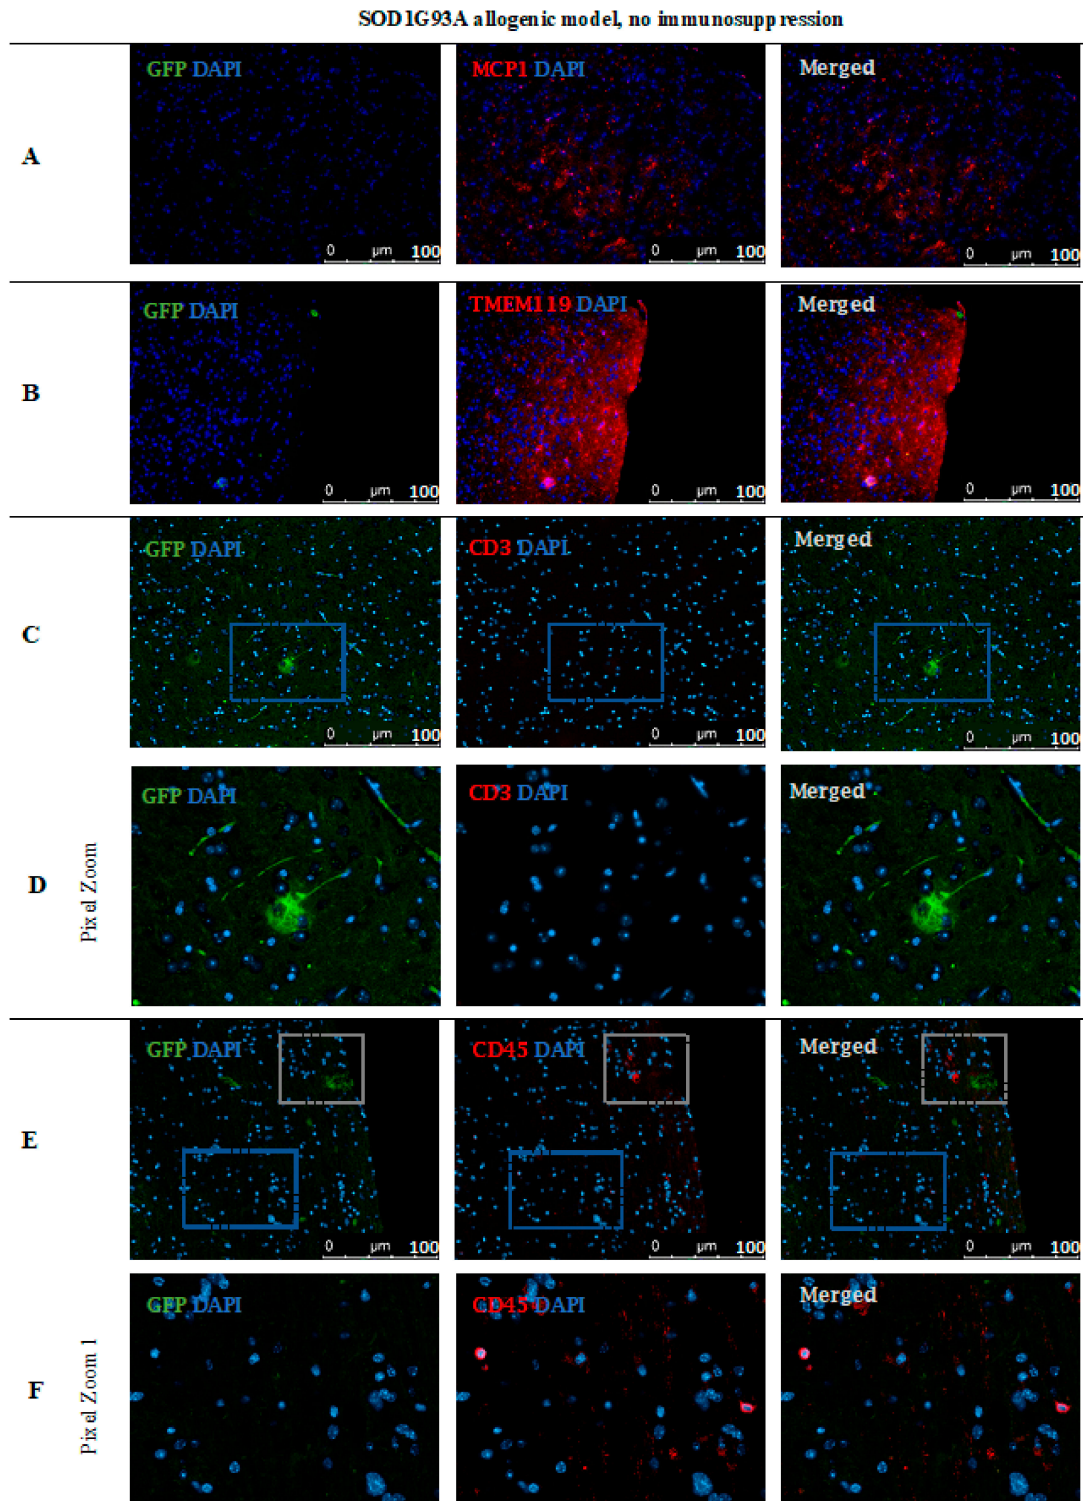 SOD1G93A allogenic model, no immunosuppression
A
GFP DAPI
MCP1 DAPI
Merged
0 µm 100
0 µm 100
0 µm 100
B
GFP DAPI
TMEM119 DAPI
Merged
0 µm 100
0 µm 100
0 µm 100
C
GFP DAPI
CD3 DAPI
Merged
0 µm 100
0 µm 100
0 µm 100
D
Pixel Zoom
GFP DAPI
CD3 DAPI
Merged
E
GFP DAPI
CD45 DAPI
Merged
0 µm 100
0 µm 100
0 µm 100
F
Pixel Zoom 1
GFP DAPI
CD45 DAPI
Merged